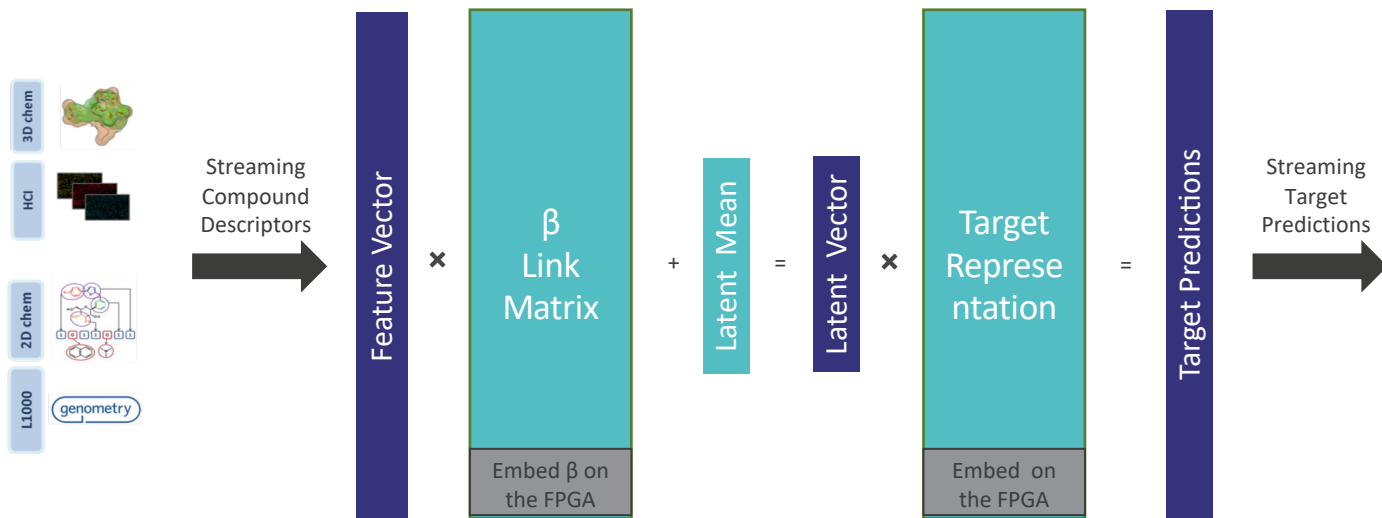 3D chem
HCI
2D chem
L1000
genometry
Streaming
Compound
Descriptors
Feature Vector
×
β
Link
Matrix
Embed β on
the FPGA
+
Latent Mean
=
Latent Vector
×
Target
Represe
ntation
Embed on
the FPGA
=
Target Predictions
Streaming
Target
Predictions